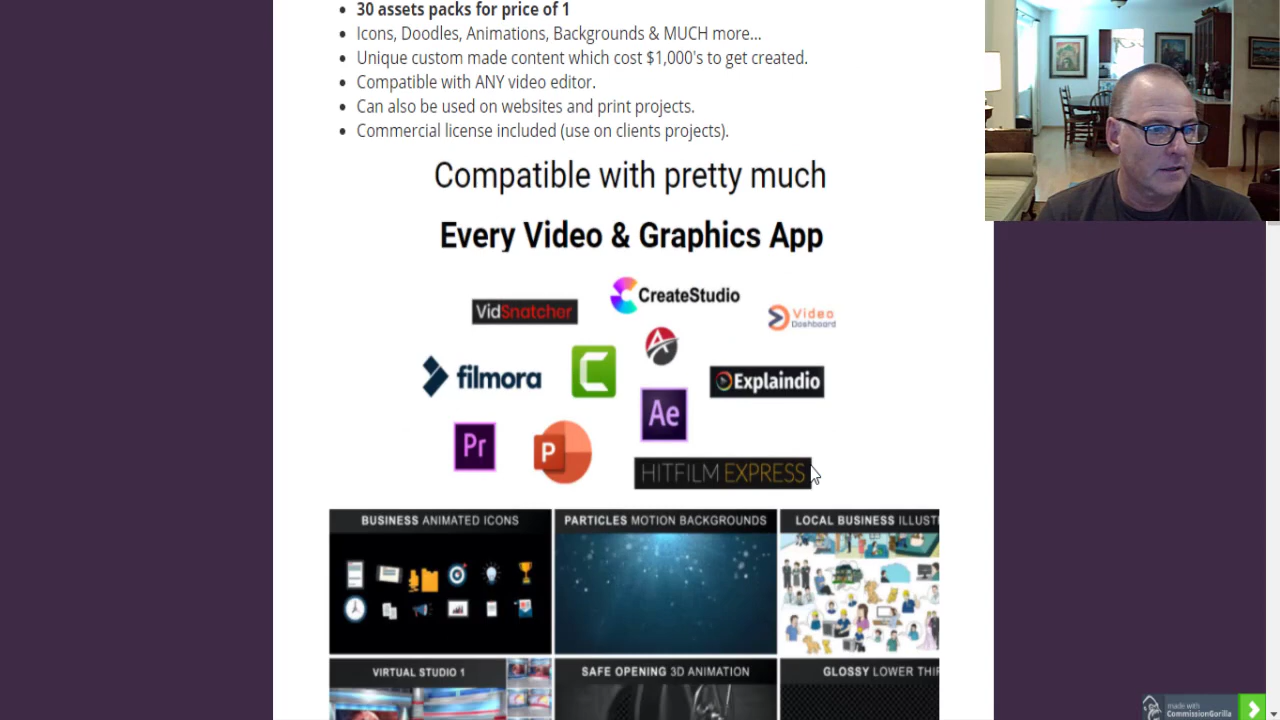 30 assets packs for price of 1
Icons, Doodles, Animations, Backgrounds & MUCH more...
Unique custom made content which cost $1,000's to get created.
Compatible with ANY video editor.
Can also be used on websites and print projects.
Commercial license included (use on clients projects).
Compatible with pretty much
Every Video & Graphics App
CreateStudio
VidSnatcher
Video
Dashboard
filmora
Explaindio
Ae
Pr
P
HITFILM EXPRESS
BUSINESS ANIMATED ICONS
PARTICLES MOTION BACKGROUNDS
LOCAL BUSINESS ILLUST
VIRTUAL STUDIO 1
SAFE OPENING 3D ANIMATION
GLOSSY LOWER THI
made with
CommissionGorilla